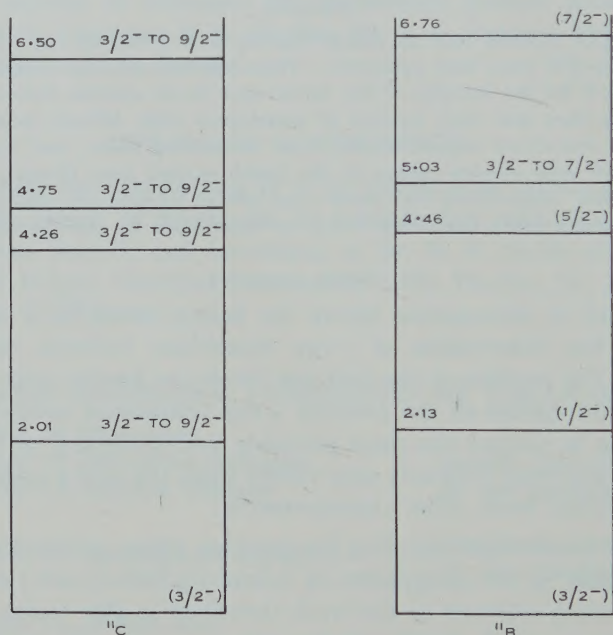 6·50 3/2⁻ TO 9/2⁻
4·75 3/2⁻ TO 9/2⁻
4·26 3/2⁻ TO 9/2⁻
2·01 3/2⁻ TO 9/2⁻
(3/2⁻)
¹¹C
6·76 (7/2⁻)
5·03 3/2⁻ TO 7/2⁻
4·46 (5/2⁻)
2·13 (1/2⁻)
(3/2⁻)
¹¹B